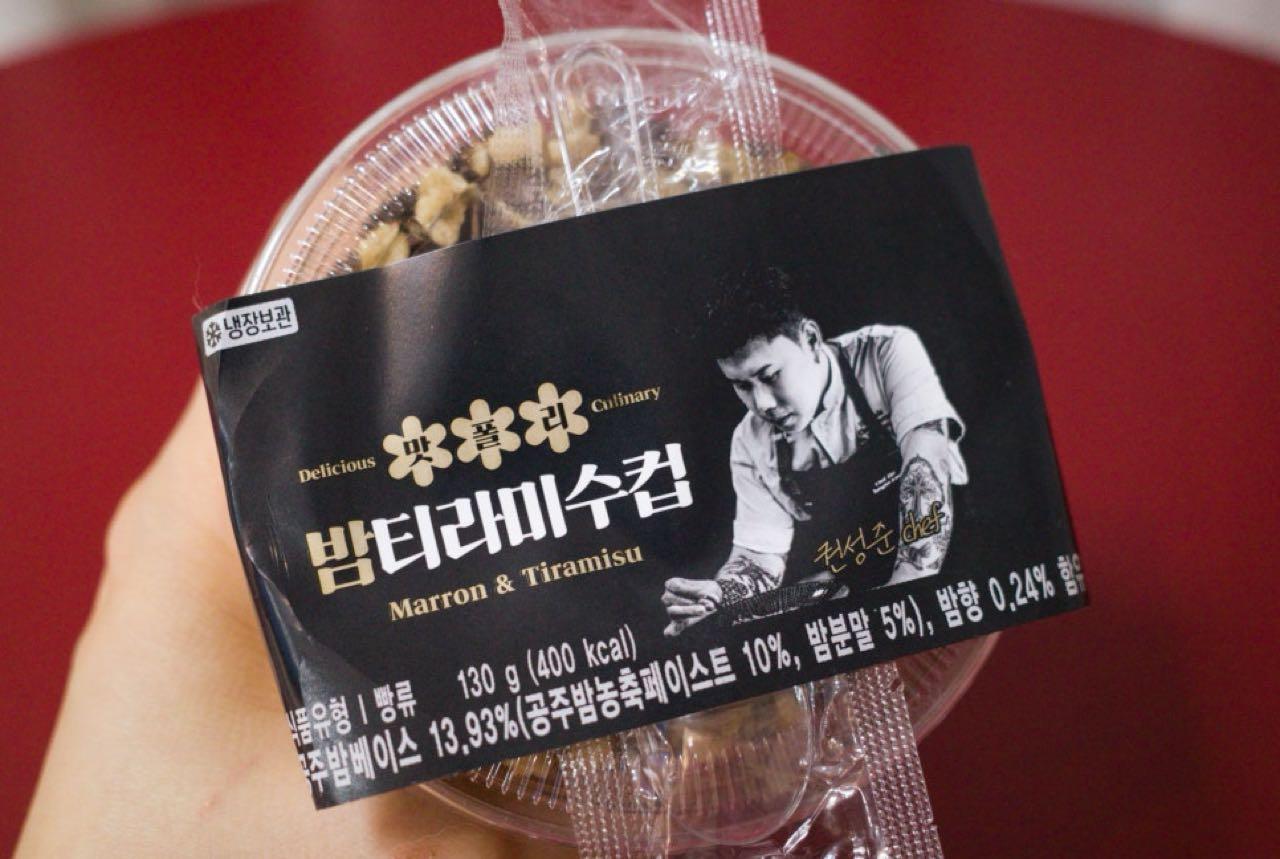 냉장보관
Delicious 맛폴리 Culinary
밤티라미수컵
Marron & Tiramisu
권성준 chef
식품유형 | 빵류 130 g (400 kcal)
공주밤베이스 13.93%(공주밤농축페이스트 10%, 밤분말 5%), 밤향 0.24% 함유